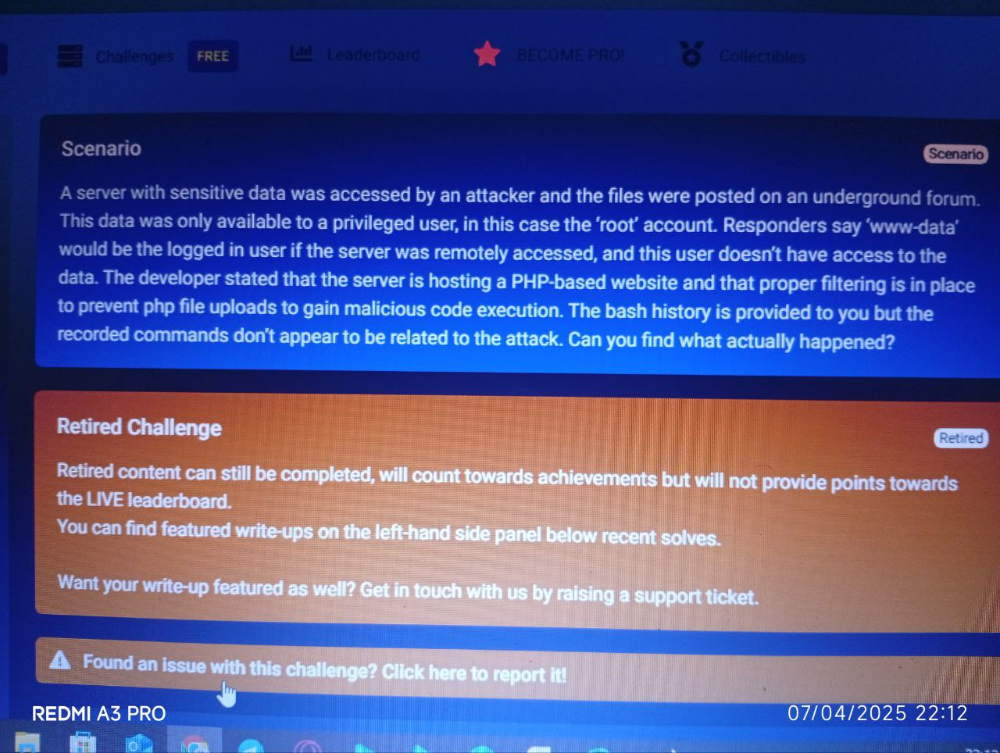 Challenges FREE Leaderboard BECOME PRO! Collectibles
Scenario
Scenario
A server with sensitive data was accessed by an attacker and the files were posted on an underground forum.
This data was only available to a privileged user, in this case the ‘root’ account. Responders say ‘www-data’
would be the logged in user if the server was remotely accessed, and this user doesn’t have access to the
data. The developer stated that the server is hosting a PHP-based website and that proper filtering is in place
to prevent php file uploads to gain malicious code execution. The bash history is provided to you but the
recorded commands don’t appear to be related to the attack. Can you find what actually happened?
Retired Challenge
Retired
Retired content can still be completed, will count towards achievements but will not provide points towards
the LIVE leaderboard.
You can find featured write-ups on the left-hand side panel below recent solves.
Want your write-up featured as well? Get in touch with us by raising a support ticket.
Found an issue with this challenge? Click here to report it!
REDMI A3 PRO
07/04/2025 22:12